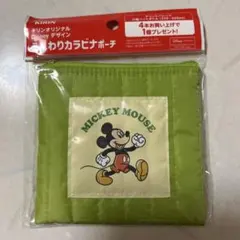 KIRIN
キリンオリジナル
Disney デザイン
わりカラビナポーチ
4本お買い上げで
1個プレゼント!
MICKEY MOUSE